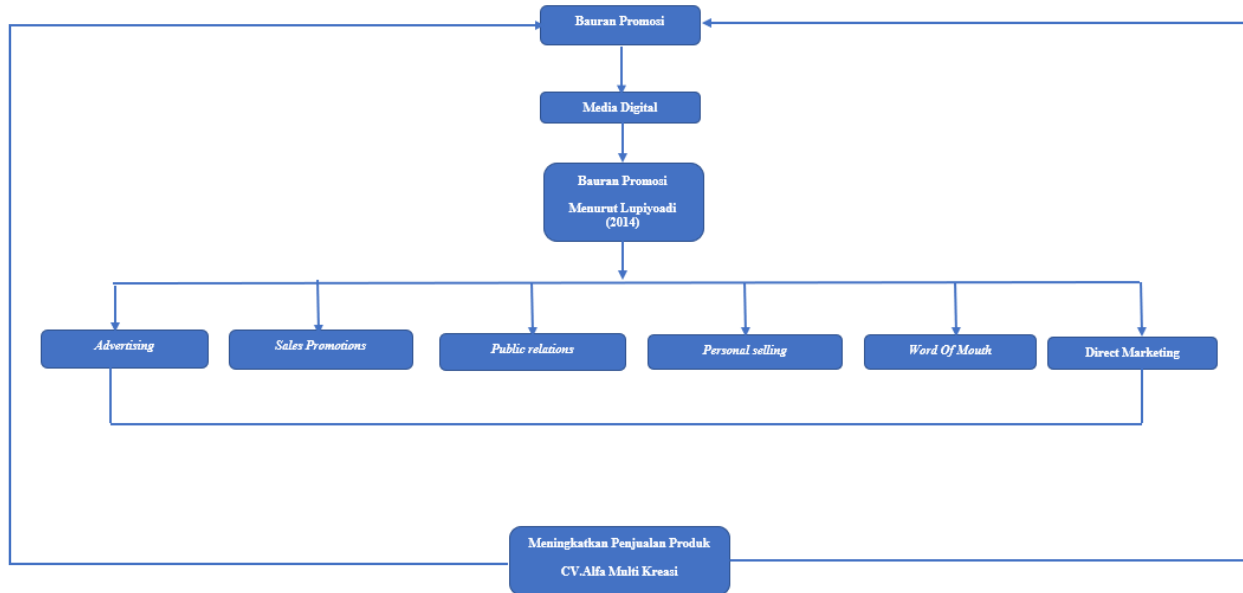 Bauran Promosi
Media Digital
Bauran Promosi
Menurut Lupiyoadi
(2014)
Advertising
Sales Promotions
Public relations
Personal selling
Word Of Mouth
Direct Marketing
Meningkatkan Penjualan Produk
CV.Alfa Multi Kreasi